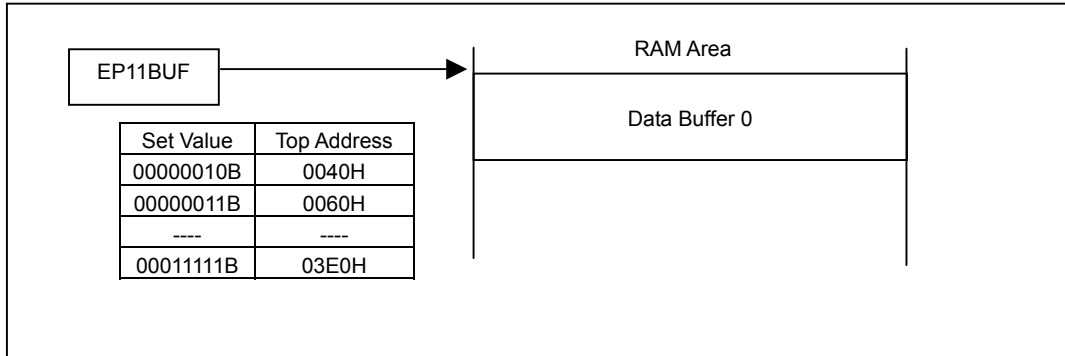 RAM Area
EP11BUF
Data Buffer 0
Set Value Top Address
00000010B 0040H
00000011B 0060H
---- ----
00011111B 03E0H